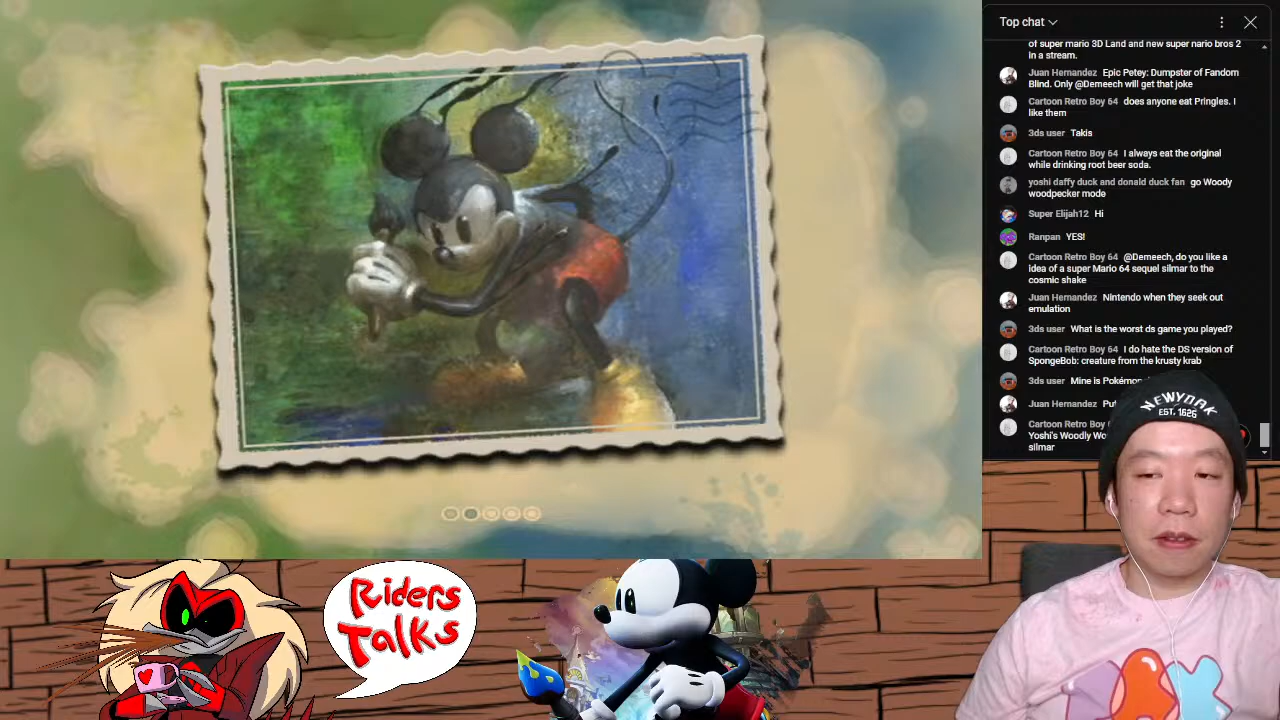 Top chat
of super mario 3D Land and new super nario bros 2
in a stream.
Juan Hernandez Epic Petey: Dumpster of Fandom
Blind. Only @Demeech will get that joke
Cartoon Retro Boy 64 does anyone eat Pringles. I
like them
3ds user Takis
Cartoon Retro Boy 64 I always eat the original
while drinking root beer soda.
yoshi daffy duck and donald duck fan go Woody
woodpecker mode
Super Elijah12 Hi
Ranpan YES!
Cartoon Retro Boy 64 @Demeech, do you like a
idea of a super Mario 64 sequel silmar to the
cosmic shake
Juan Hernandez Nintendo when they seek out
emulation
3ds user What is the worst ds game you played?
Cartoon Retro Boy 64 I do hate the DS version of
SpongeBob: creature from the krusty krab
3ds user Mine is Pokémon
Juan Hernandez
Cartoon Retro Boy
Yoshi's Woolly
silmar
NEWYORK
EST. 1625
Riders
Talks